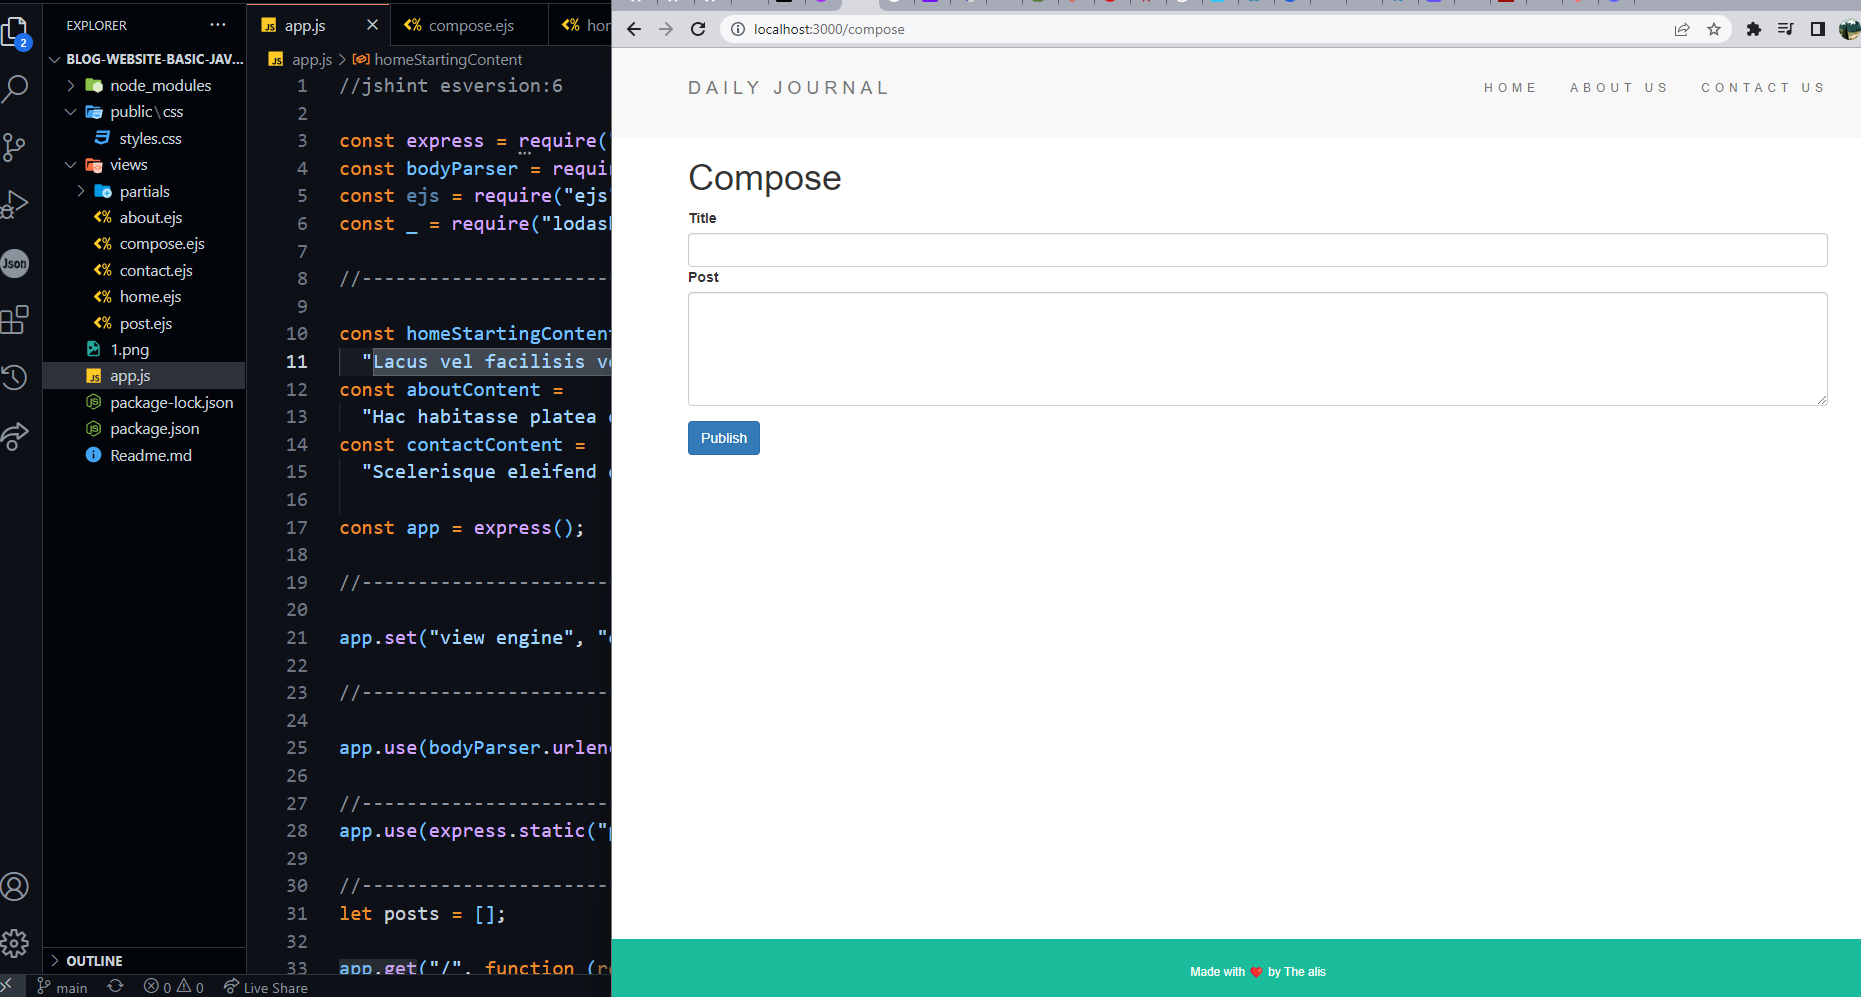 EXPLORER
BLOG-WEBSITE-BASIC-JAV...
node_modules
public\css
styles.css
views
partials
about.ejs
compose.ejs
contact.ejs
home.ejs
post.ejs
1.png
app.js
package-lock.json
package.json
Readme.md
OUTLINE
2
Json
main
0
0
Live Share
app.js
compose.ejs
hom
app.js > homeStartingContent
1 //jshint esversion:6
2
3 const express = require(
4 const bodyParser = requi
5 const ejs = require("ejs
6 const _ = require("lodas
7
8 //----------------------
9
10 const homeStartingConten
11 "Lacus vel facilisis v
12 const aboutContent =
13 "Hac habitasse platea
14 const contactContent =
15 "Scelerisque eleifend
16
17 const app = express();
18
19 //----------------------
20
21 app.set("view engine", "
22
23 //----------------------
24
25 app.use(bodyParser.urlen
26
27 //----------------------
28 app.use(express.static("
29
30 //----------------------
31 let posts = [];
32
33 app.get("/", function (r
localhost:3000/compose
DAILY JOURNAL
HOME
ABOUT US
CONTACT US
Compose
Title
Post
Publish
Made with ❤️ by The alis